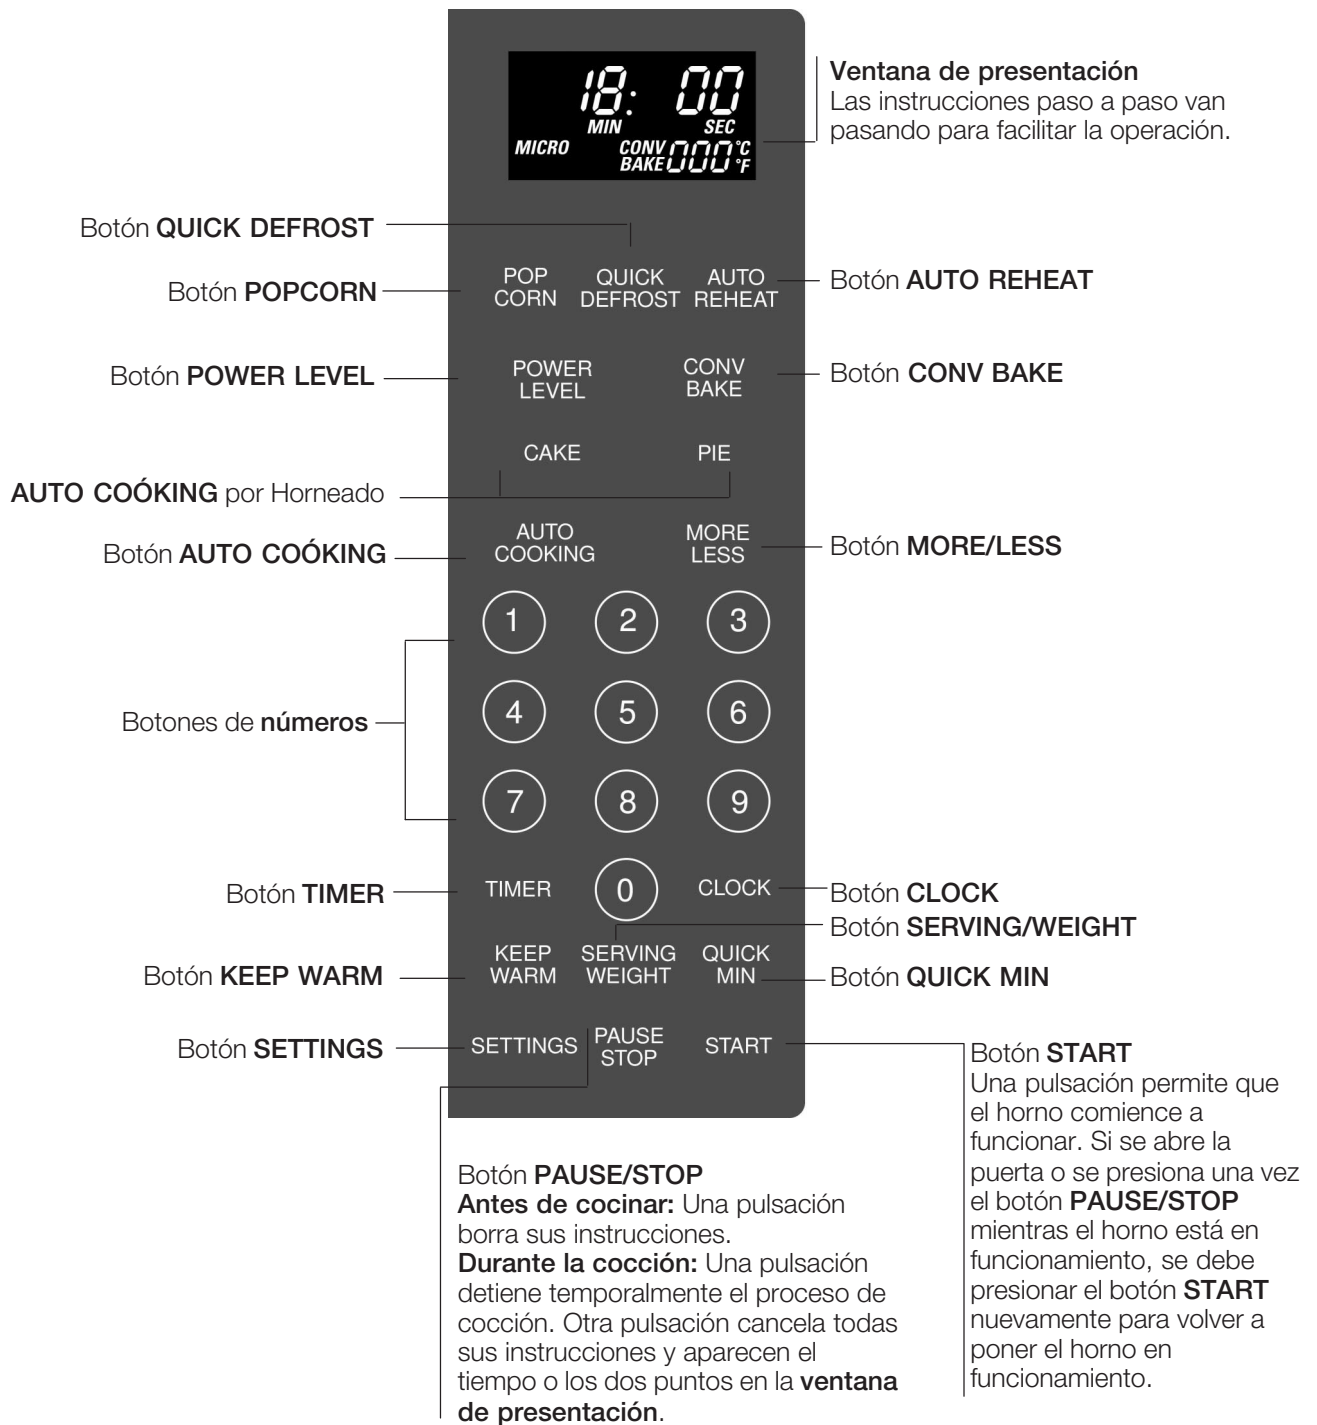 18: 00
MIN SEC
MICRO CONV BAKE 000 °C °F
Ventana de presentación
Las instrucciones paso a paso van
pasando para facilitar la operación.
Botón QUICK DEFROST
Botón POPCORN
POP
CORN
QUICK
DEFROST
AUTO
REHEAT
Botón AUTO REHEAT
Botón POWER LEVEL
POWER
LEVEL
CONV
BAKE
Botón CONV BAKE
CAKE
PIE
AUTO COÓKING por Horneado
Botón AUTO COÓKING
AUTO
COOKING
MORE
LESS
Botón MORE/LESS
1 2 3
Botones de números
4 5 6
7 8 9
Botón TIMER
TIMER
0
CLOCK
Botón CLOCK
Botón SERVING/WEIGHT
Botón KEEP WARM
KEEP
WARM
SERVING
WEIGHT
QUICK
MIN
Botón QUICK MIN
Botón SETTINGS
SETTINGS
PAUSE
STOP
START
Botón START
Una pulsación permite que
el horno comience a
funcionar. Si se abre la
puerta o se presiona una vez
el botón PAUSE/STOP
mientras el horno está en
funcionamiento, se debe
presionar el botón START
nuevamente para volver a
poner el horno en
funcionamiento.
Botón PAUSE/STOP
Antes de cocinar: Una pulsación
borra sus instrucciones.
Durante la cocción: Una pulsación
detiene temporalmente el proceso de
cocción. Otra pulsación cancela todas
sus instrucciones y aparecen el
tiempo o los dos puntos en la ventana
de presentación.